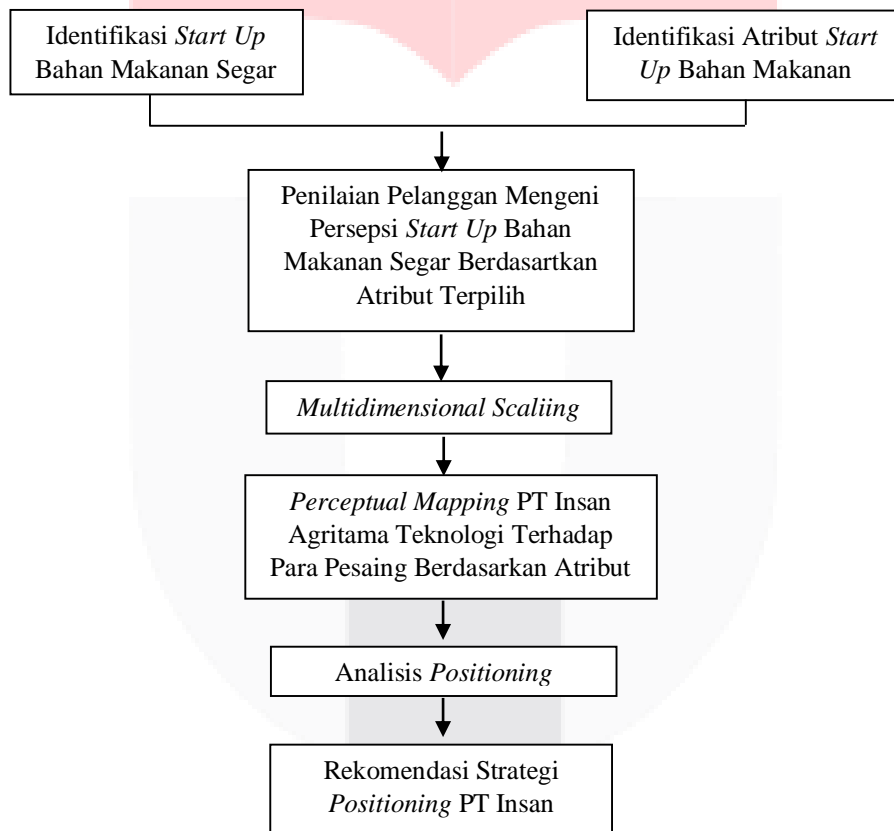 Identifikasi Start Up
Bahan Makanan Segar
Identifikasi Atribut Start
Up Bahan Makanan
Penilaian Pelanggan Mengeni
Persepsi Start Up Bahan
Makanan Segar Berdasartkan
Atribut Terpilih
Multidimensional Scaliing
Perceptual Mapping PT Insan
Agritama Teknologi Terhadap
Para Pesaing Berdasarkan Atribut
Analisis Positioning
Rekomendasi Strategi
Positioning PT Insan